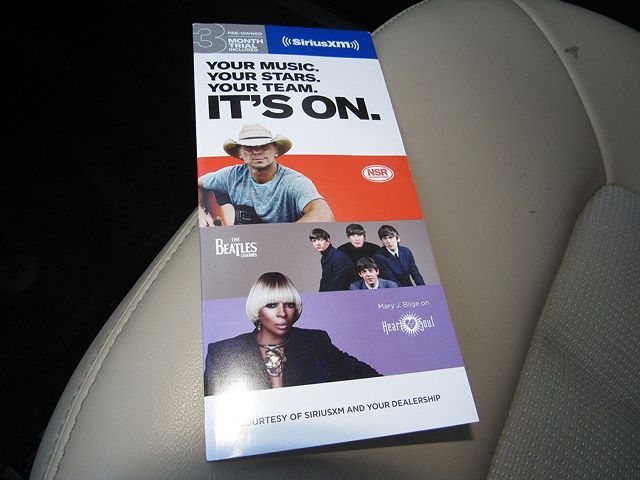 3 PRE-OWNED
MONTH
TRIAL
INCLUDED
((SiriusXM))
YOUR MUSIC.
YOUR STARS.
YOUR TEAM.
IT'S ON.
NSR
THE
BEATLES
CHANNEL
Mary J. Blige on
Heart & Soul
COURTESY OF SIRIUSXM AND YOUR DEALERSHIP